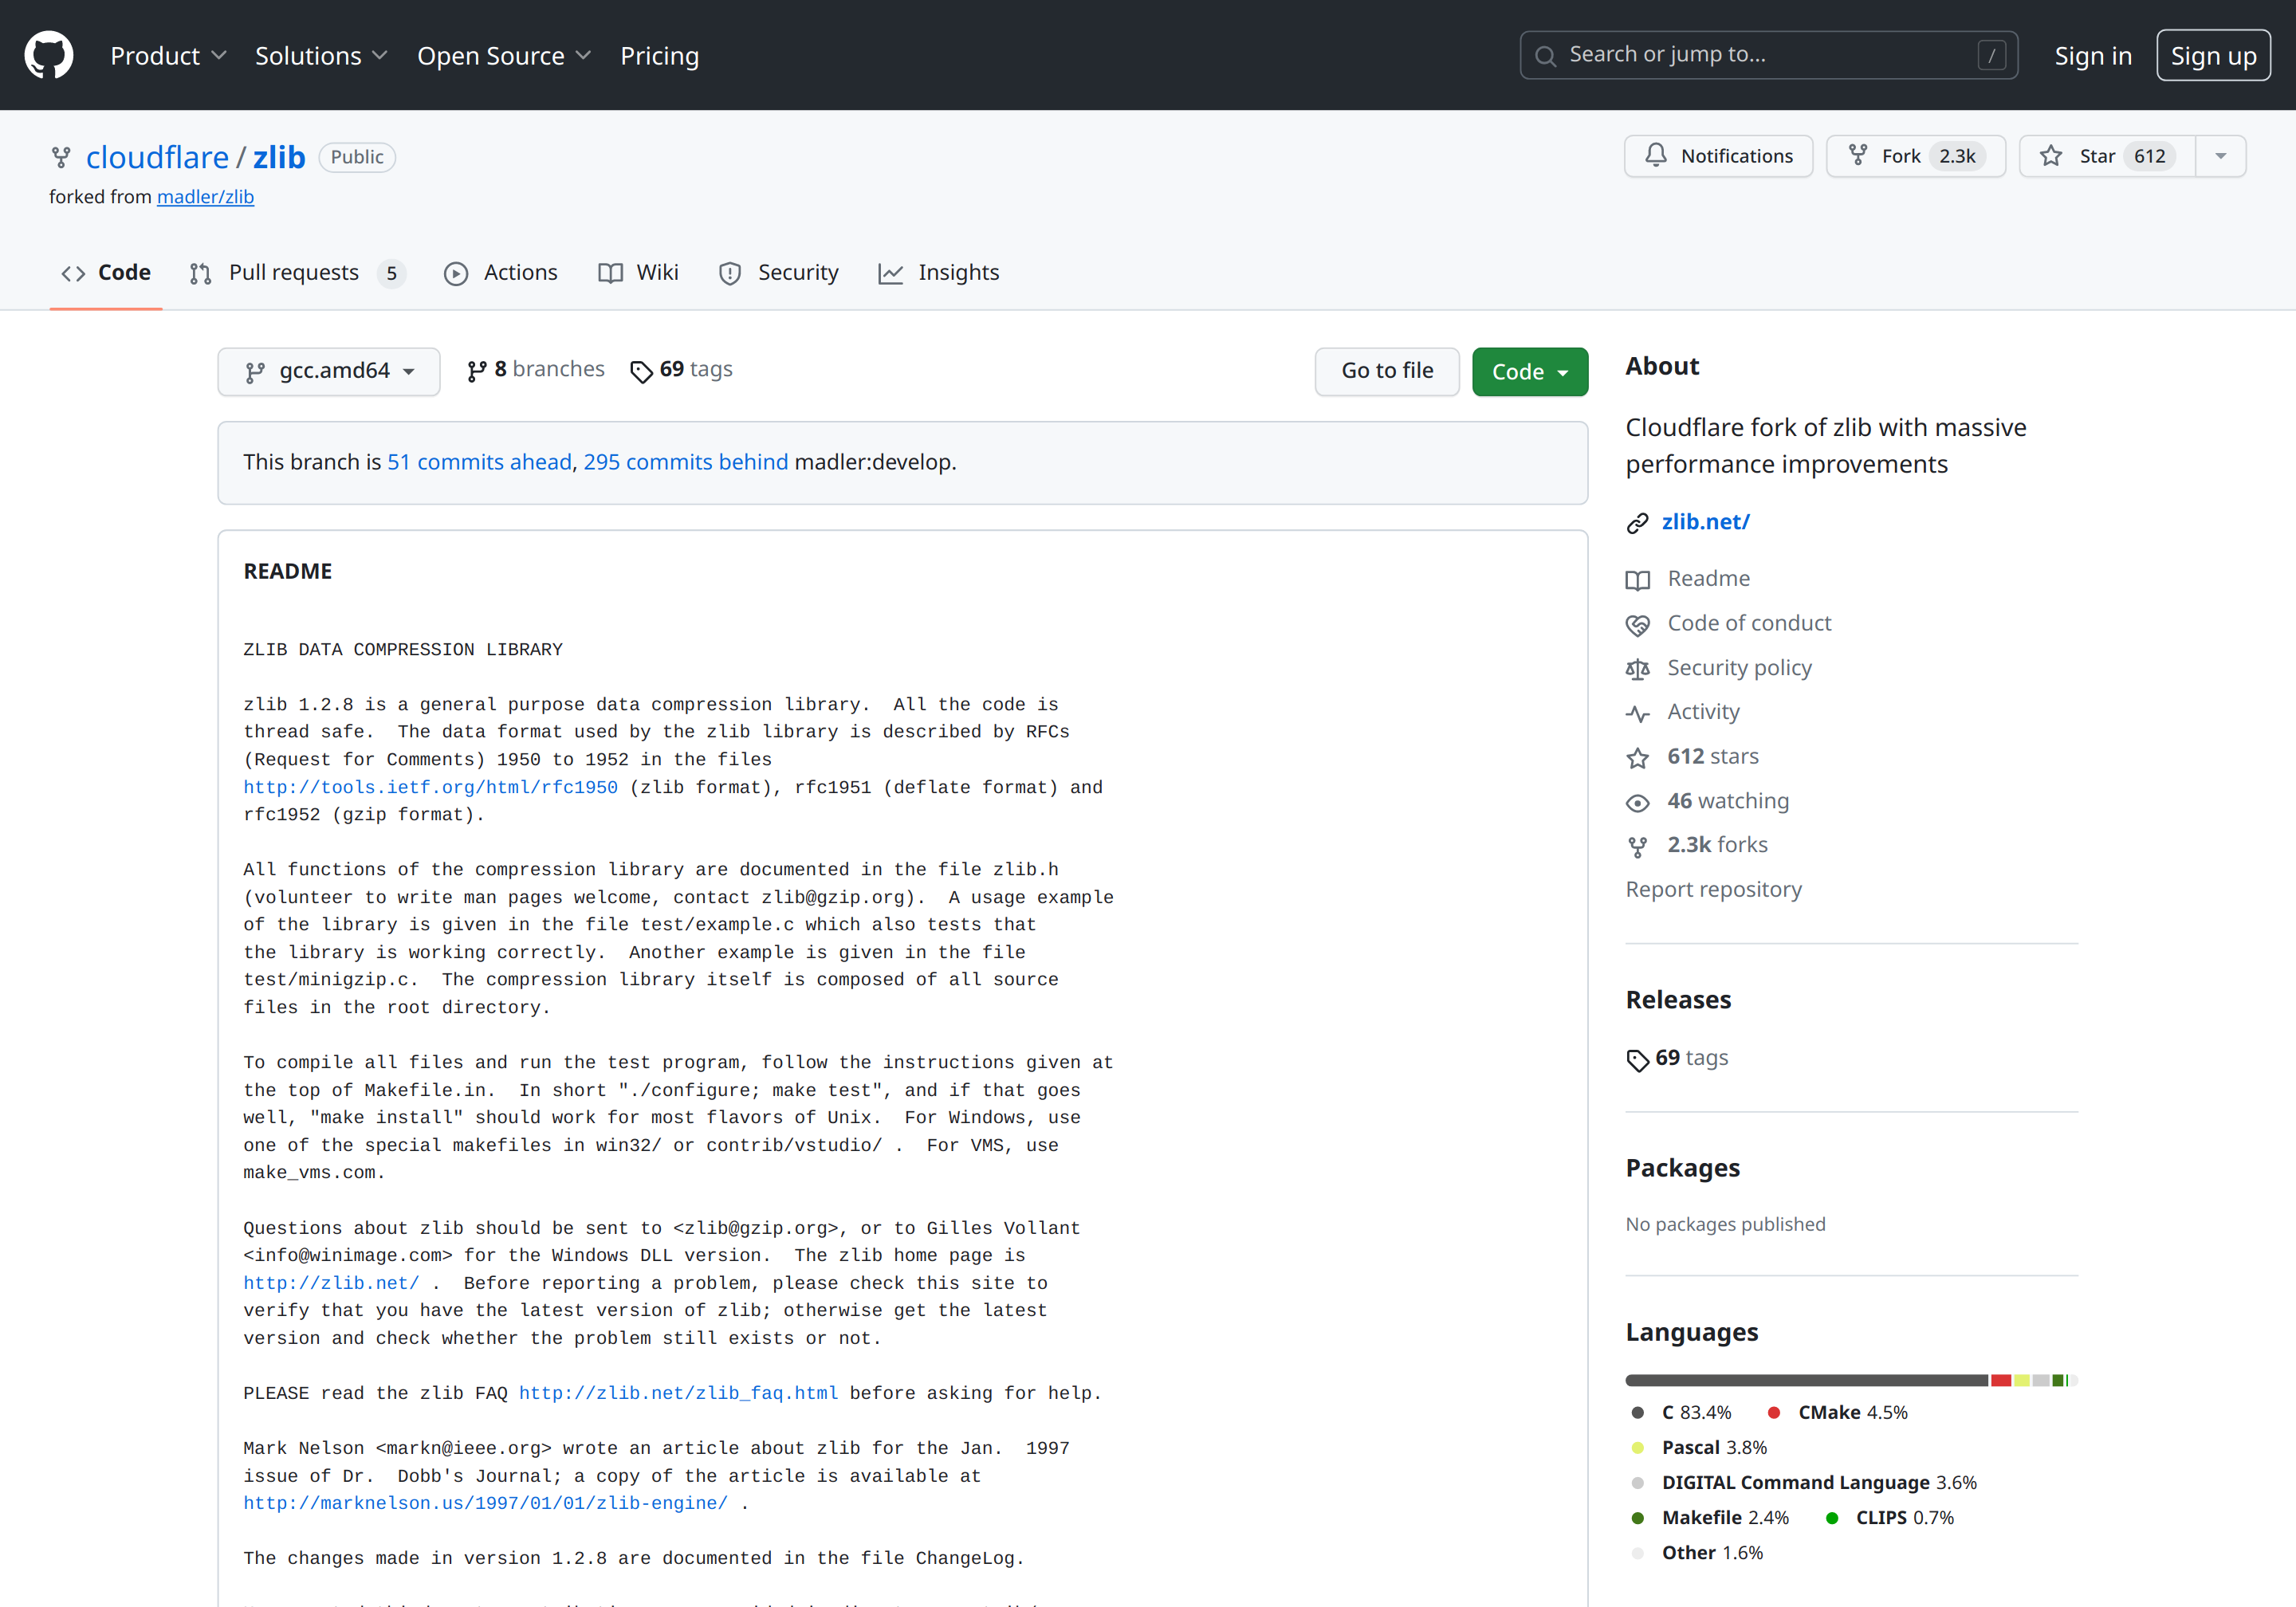 Product Solutions Open Source Pricing Search or jump to... / Sign in Sign up
cloudflare / zlib Public
Notifications Fork 2.3k Star 612
forked from madler/zlib
Code Pull requests 5 Actions Wiki Security Insights
gcc.amd64 8 branches 69 tags Go to file Code
This branch is 51 commits ahead, 295 commits behind madler:develop.
README
ZLIB DATA COMPRESSION LIBRARY
zlib 1.2.8 is a general purpose data compression library.  All the code is
thread safe.  The data format used by the zlib library is described by RFCs
(Request for Comments) 1950 to 1952 in the files
http://tools.ietf.org/html/rfc1950 (zlib format), rfc1951 (deflate format) and
rfc1952 (gzip format).
All functions of the compression library are documented in the file zlib.h
(volunteer to write man pages welcome, contact zlib@gzip.org).  A usage example
of the library is given in the file test/example.c which also tests that
the library is working correctly.  Another example is given in the file
test/minigzip.c.  The compression library itself is composed of all source
files in the root directory.
To compile all files and run the test program, follow the instructions given at
the top of Makefile.in.  In short "./configure; make test", and if that goes
well, "make install" should work for most flavors of Unix.  For Windows, use
one of the special makefiles in win32/ or contrib/vstudio/ .  For VMS, use
make_vms.com.
Questions about zlib should be sent to <zlib@gzip.org>, or to Gilles Vollant
<info@winimage.com> for the Windows DLL version.  The zlib home page is
http://zlib.net/ .  Before reporting a problem, please check this site to
verify that you have the latest version of zlib; otherwise get the latest
version and check whether the problem still exists or not.
PLEASE read the zlib FAQ http://zlib.net/zlib_faq.html before asking for help.
Mark Nelson <markn@ieee.org> wrote an article about zlib for the Jan.  1997
issue of Dr.  Dobb's Journal; a copy of the article is available at
http://marknelson.us/1997/01/01/zlib-engine/ .
The changes made in version 1.2.8 are documented in the file ChangeLog.
About
Cloudflare fork of zlib with massive
performance improvements
zlib.net/
Readme
Code of conduct
Security policy
Activity
612 stars
46 watching
2.3k forks
Report repository
Releases
69 tags
Packages
No packages published
Languages
C 83.4% CMake 4.5%
Pascal 3.8%
DIGITAL Command Language 3.6%
Makefile 2.4% CLIPS 0.7%
Other 1.6%